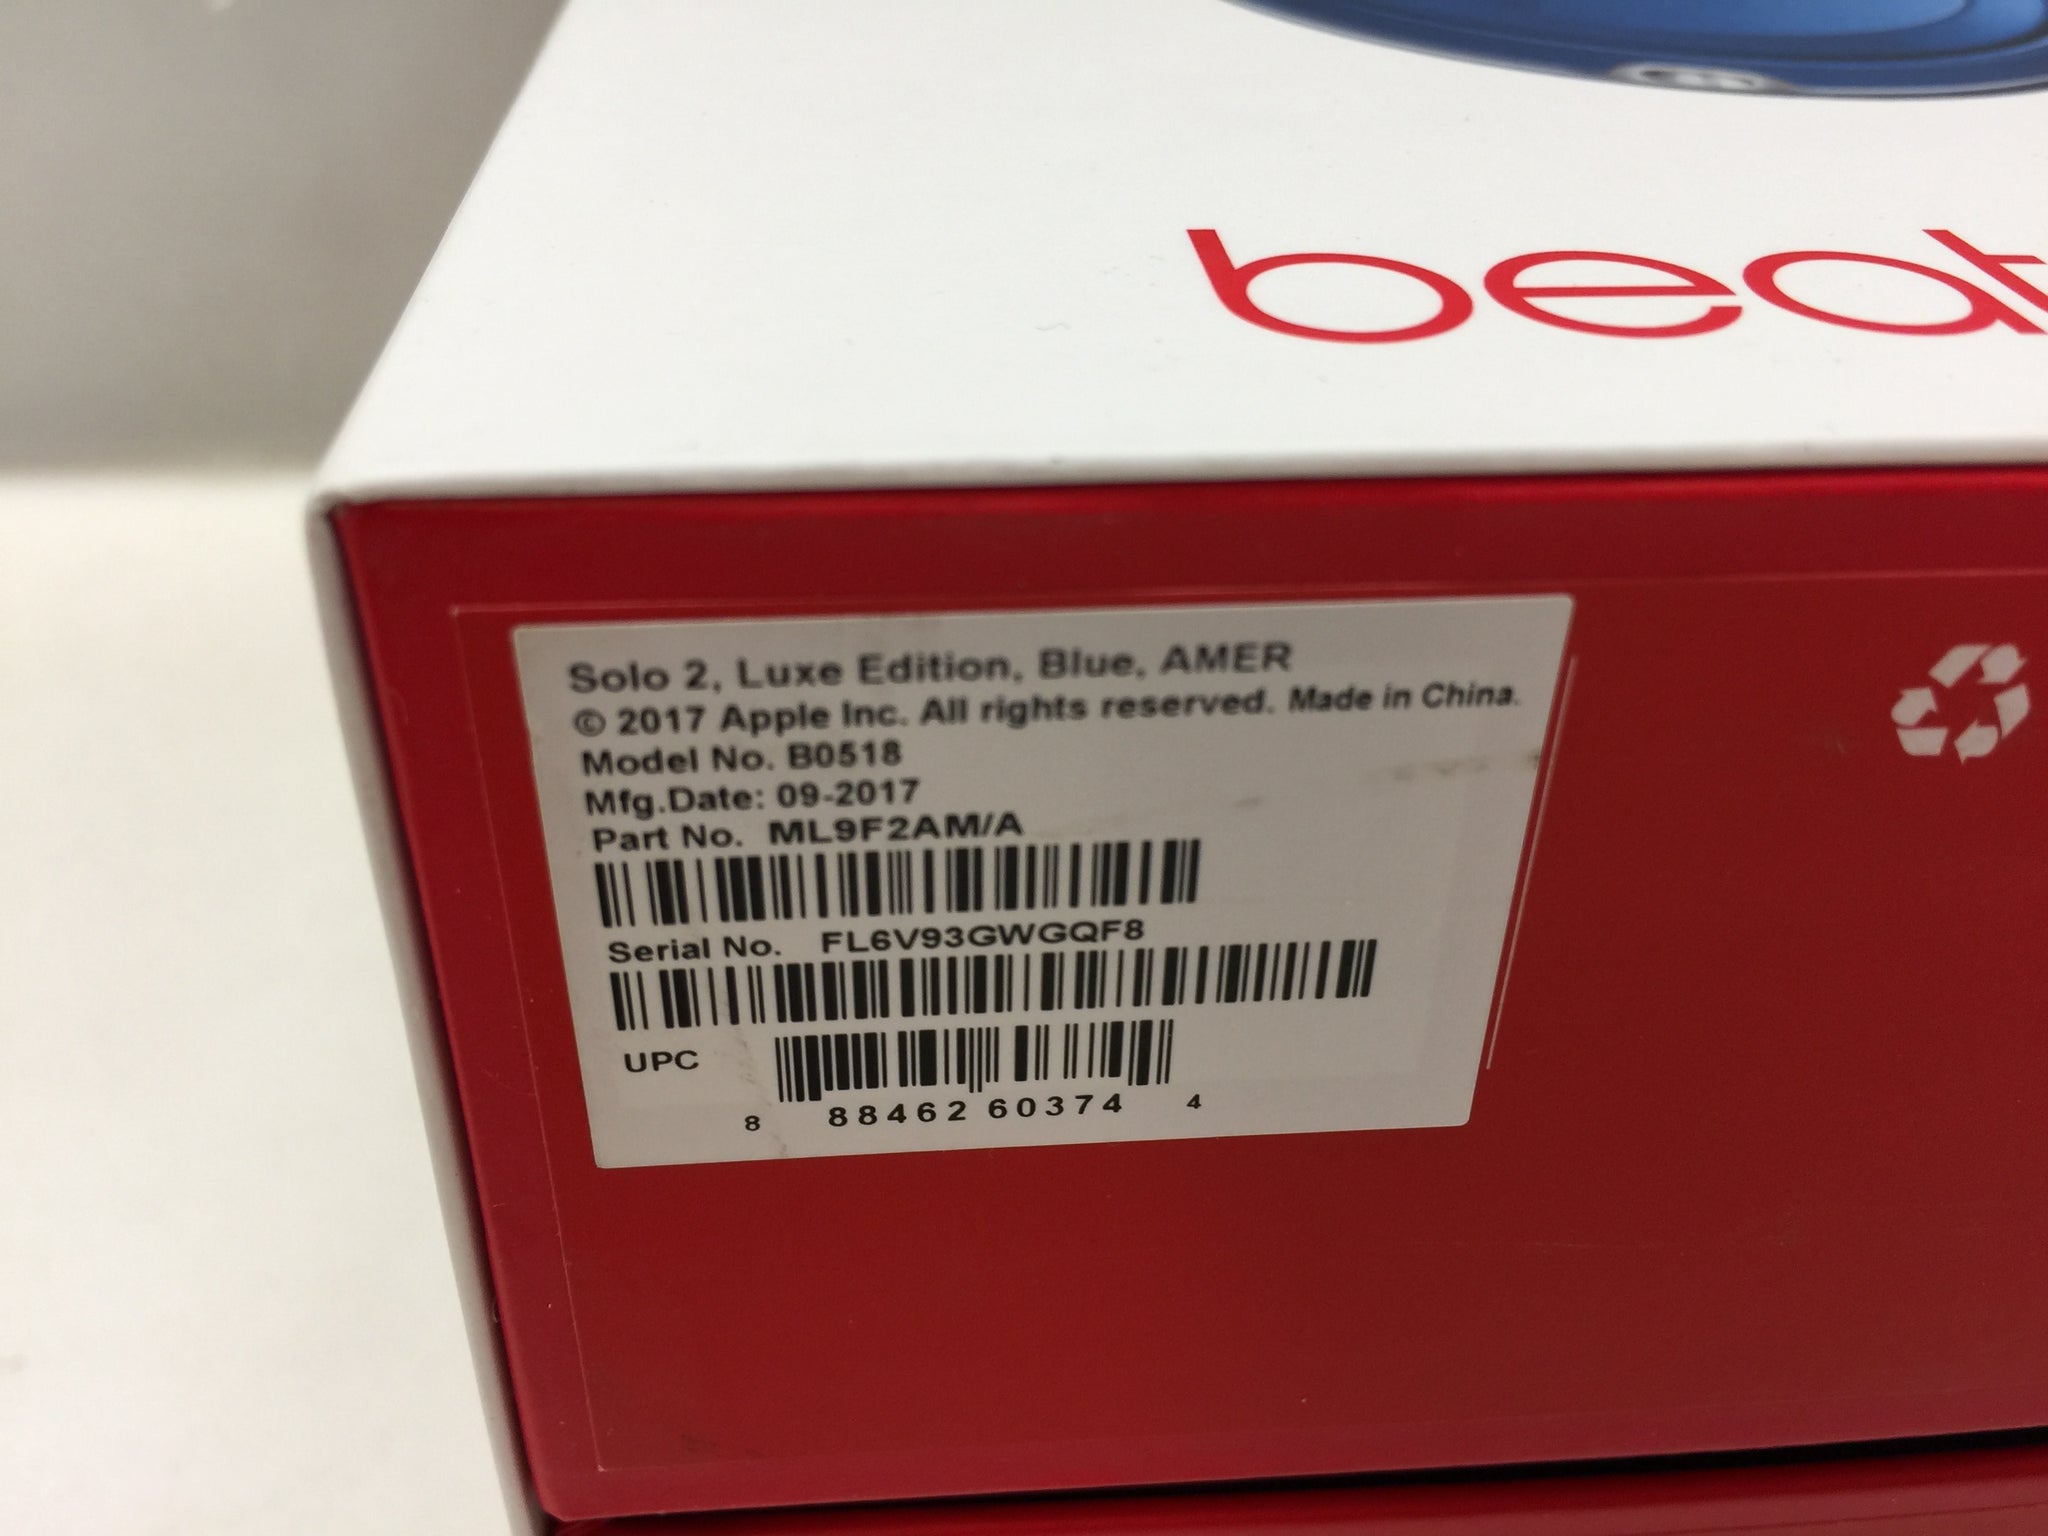 beat
Solo 2, Luxe Edition, Blue, AMER
© 2017 Apple Inc. All rights reserved. Made in China.
Model No. B0518
Mfg.Date: 09-2017
Part No. ML9F2AM/A
Serial No. FL6V93GWGQF8
UPC
8 88462 60374 4